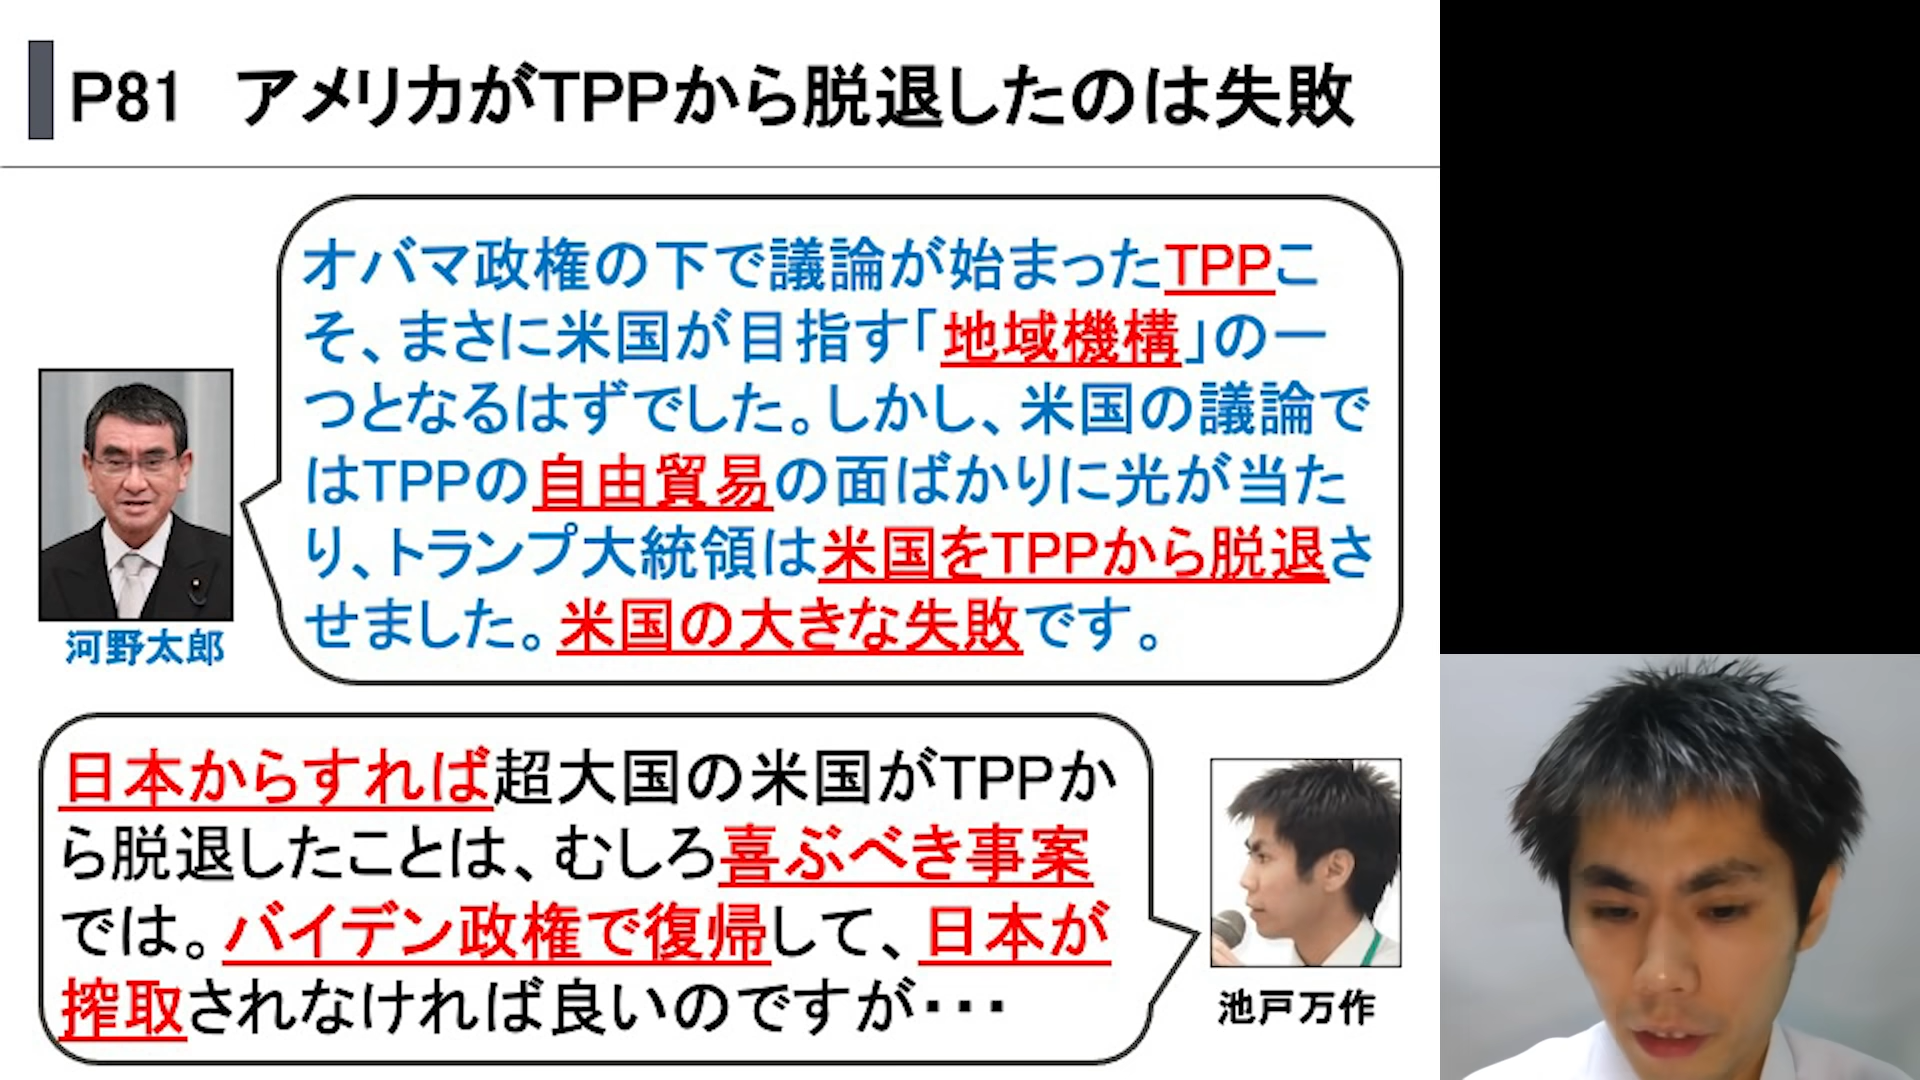 P81 アメリカがTPPから脱退したのは失敗
オバマ政権の下で議論が始まったTPPこ
そ、まさに米国が目指す「地域機構」の一
つとなるはずでした。しかし、米国の議論で
はTPPの自由貿易の面ばかりに光が当た
り、トランプ大統領は米国をTPPから脱退さ
せました。米国の大きな失敗です。
河野太郎
日本からすれば超大国の米国がTPPか
ら脱退したことは、むしろ喜ぶべき事案
では。バイデン政権で復帰して、日本が
搾取されなければ良いのですが・・・
池戸万作